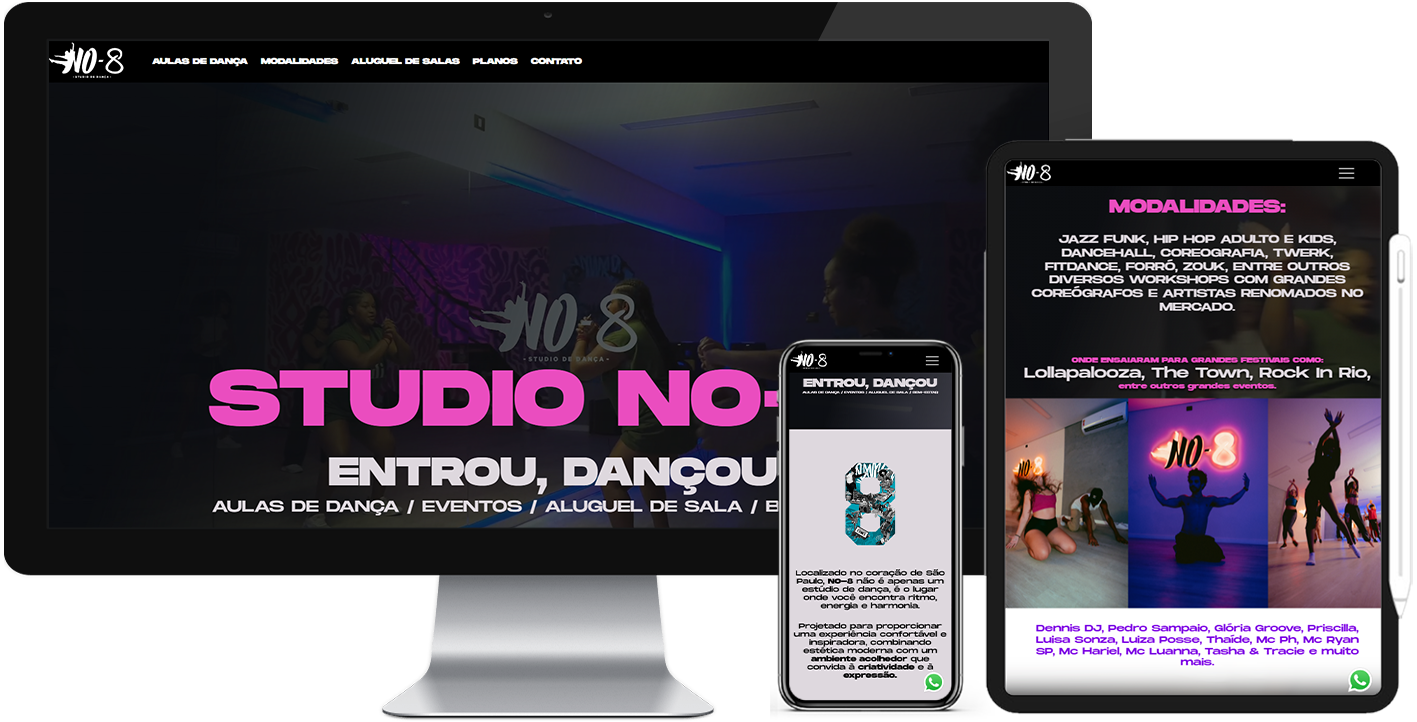 NO-8
STUDIO DE DANÇA
AULAS DE DANÇA MODALIDADES ALUGUEL DE SALAS PLANOS CONTATO
NO-8
- STUDIO DE DANÇA -
STUDIO NO-
ENTROU, DANÇOU
AULAS DE DANÇA / EVENTOS / ALUGUEL DE SALA / B
NO-8
ENTROU, DANÇOU
AULAS DE DANÇA / EVENTOS / ALUGUEL DE SALA / BEM-ESTAR
8
Localizado no coração de São
Paulo, NO-8 não é apenas um
estúdio de dança, é o lugar
onde você encontra ritmo,
energia e harmonia.
Projetado para proporcionar
uma experiência confortável e
inspiradora, combinando
estética moderna com um
ambiente acolhedor que
convida à criatividade e à
expressão.
NO-8
MODALIDADES:
JAZZ FUNK, HIP HOP ADULTO E KIDS,
DANCEHALL, COREOGRAFIA, TWERK,
FITDANCE, FORRÓ, ZOUK, ENTRE OUTROS
DIVERSOS WORKSHOPS COM GRANDES
COREÓGRAFOS E ARTISTAS RENOMADOS NO
MERCADO.
ONDE ENSAIARAM PARA GRANDES FESTIVAIS COMO:
Lollapalooza, The Town, Rock In Rio,
entre outros grandes eventos.
NO-8
NO-8
Dennis DJ, Pedro Sampaio, Glória Groove, Priscilla,
Luisa Sonza, Luiza Posse, Thaíde, Mc Ph, Mc Ryan
SP, Mc Hariel, Mc Luanna, Tasha & Tracie e muito
mais.